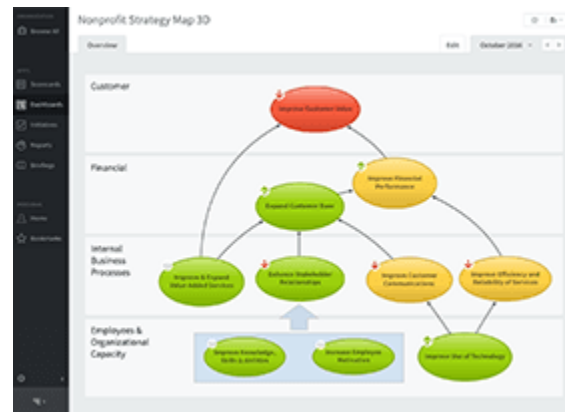 Nonprofit Strategy Map 3D
Browse All
Overview
Edit
October 2016
Scorecards
Dashboards
Initiatives
Reports
Briefings
Home
Bookmarks
Customer
Improve Customer Value
Financial
Improve Financial
Performance
Expand Customer Base
Internal
Business
Processes
Improve & Expand
Value Added Services
Enhance Stakeholder
Relationships
Improve Customer
Communications
Improve Efficiency and
Reliability of Services
Employees &
Organizational
Capacity
Improve Knowledge,
Skills & Abilities
Increase Employee
Motivation
Improve Use of Technology